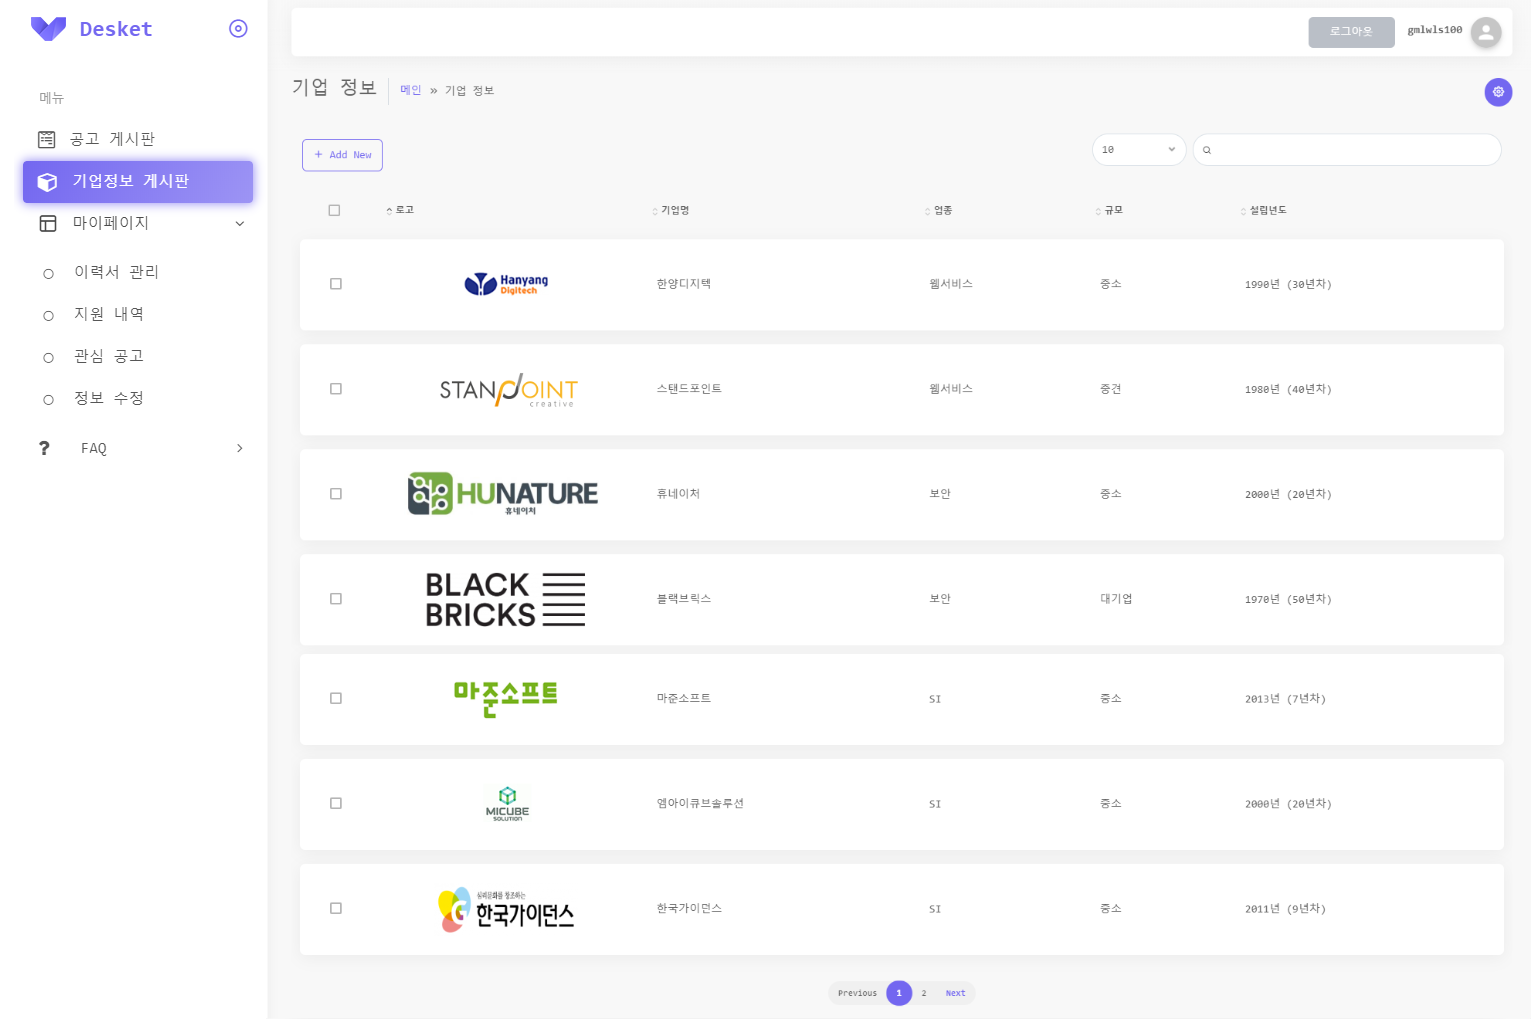 Desket
로그아웃
gmlwls100
기업 정보
메인 » 기업 정보
메뉴
공고 게시판
기업정보 게시판
마이페이지
이력서 관리
지원 내역
관심 공고
정보 수정
? FAQ
+ Add New
10
로고 기업명 업종 규모 설립년도
Hanyang
Digitech
한양디지텍 웹서비스 중소 1990년 (30년차)
STANPOINT
creative
스탠드포인트 웹서비스 중견 1980년 (40년차)
HUNATURE
휴네이처
휴네이처 보안 중소 2000년 (20년차)
BLACK
BRICKS
블랙브릭스 보안 대기업 1970년 (50년차)
마준소프트
마준소프트 SI 중소 2013년 (7년차)
MICUBE
SOLUTION
엠아이큐브솔루션 SI 중소 2000년 (20년차)
심리문화를 창조하는
한국가이던스
한국가이던스 SI 중소 2011년 (9년차)
Previous 1 2 Next